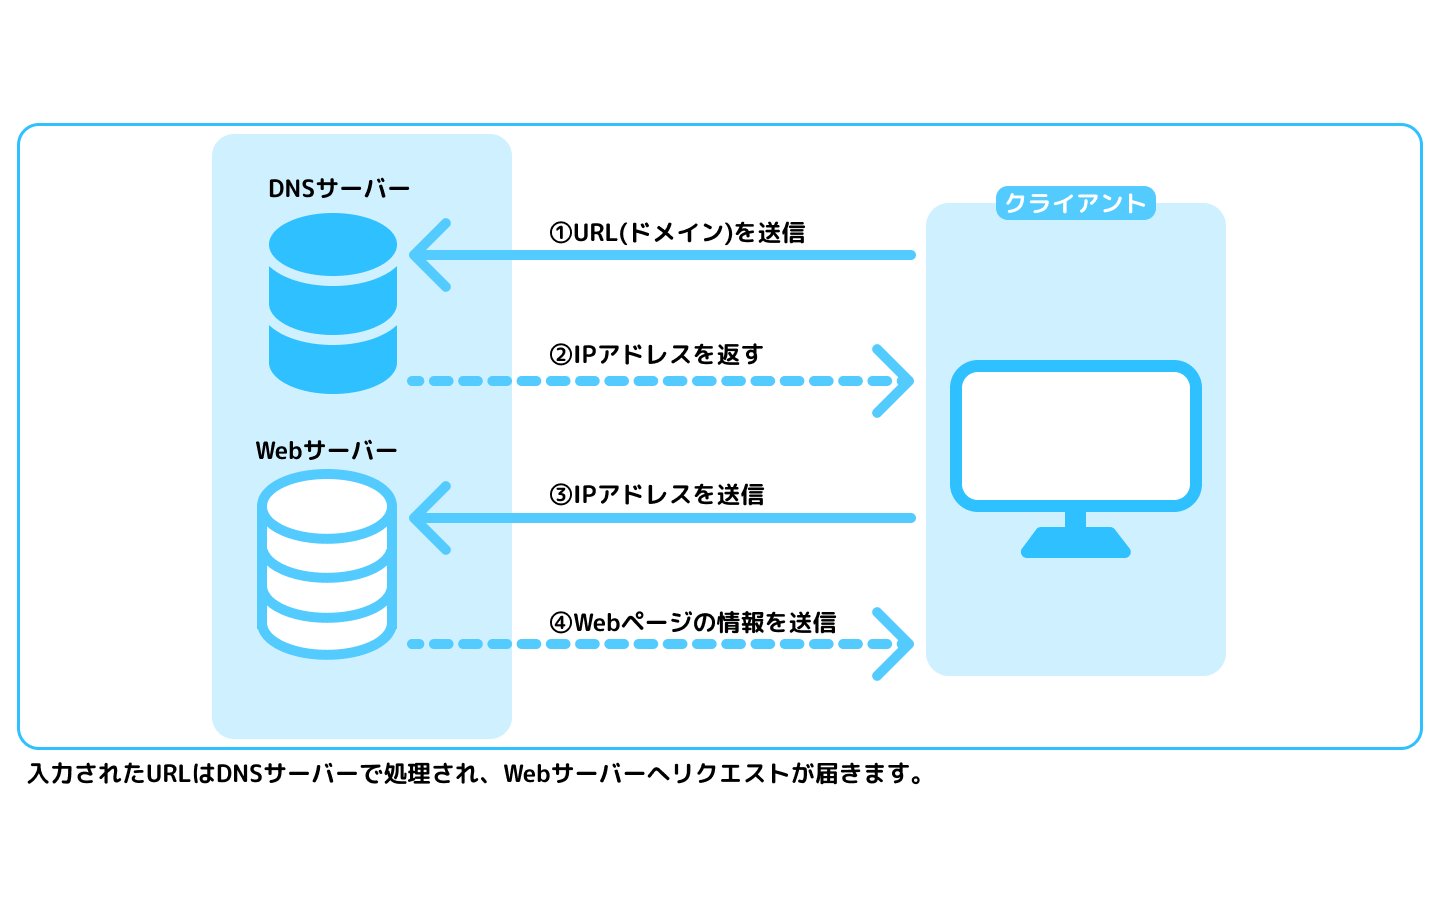 DNSサーバー
クライアント
①URL(ドメイン)を送信
②IPアドレスを返す
Webサーバー
③IPアドレスを送信
④Webページの情報を送信
入力されたURLはDNSサーバーで処理され、Webサーバーへリクエストが届きます。